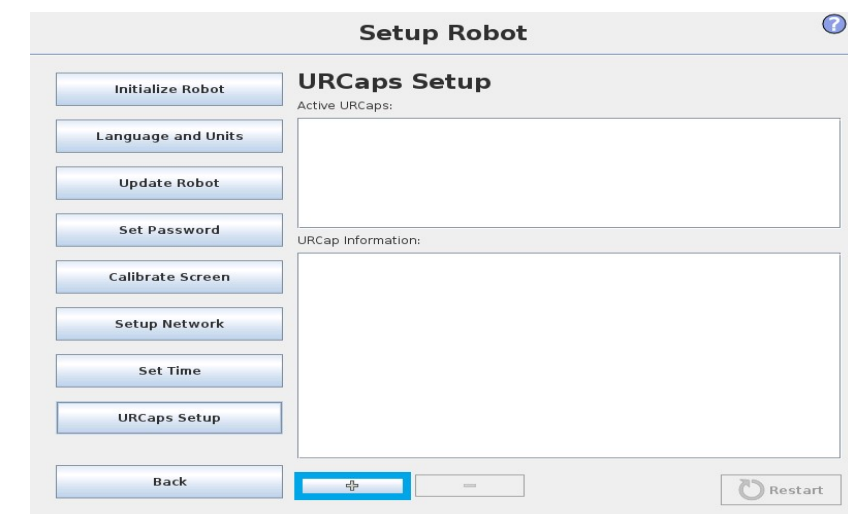 Setup Robot
?
Initialize Robot
Language and Units
Update Robot
Set Password
Calibrate Screen
Setup Network
Set Time
URCaps Setup
Back
URCaps Setup
Active URCaps:
URCap Information:
+
-
Restart